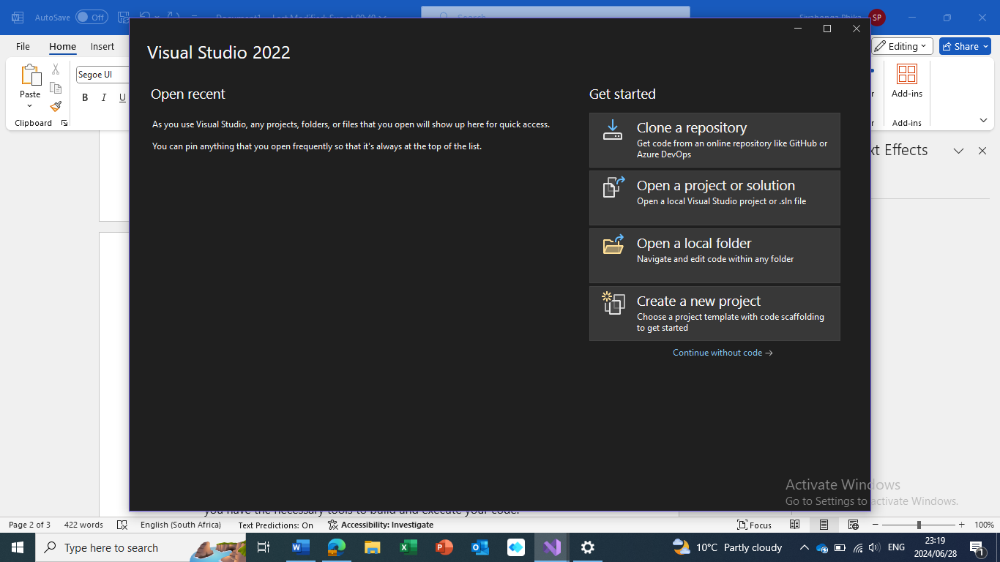 AutoSave Off Document1 - Last Modified: Sun at 00:49 Search Siyabonga Phika SP
File Home Insert Editing Share
Segoe UI
Paste
B I U
Add-ins
Clipboard Add-ins
Visual Studio 2022
Open recent
As you use Visual Studio, any projects, folders, or files that you open will show up here for quick access.
You can pin anything that you open frequently so that it's always at the top of the list.
Get started
Clone a repository
Get code from an online repository like GitHub or
Azure DevOps
Open a project or solution
Open a local Visual Studio project or .sln file
Open a local folder
Navigate and edit code within any folder
Create a new project
Choose a project template with code scaffolding
to get started
Continue without code →
xt Effects
Activate Windows
Go to Settings to activate Windows.
you have the necessary tools to build and execute your code.
Page 2 of 3 422 words English (South Africa) Text Predictions: On Accessibility: Investigate Focus 100%
Type here to search 10°C Partly cloudy ENG 23:19
2024/06/28 1